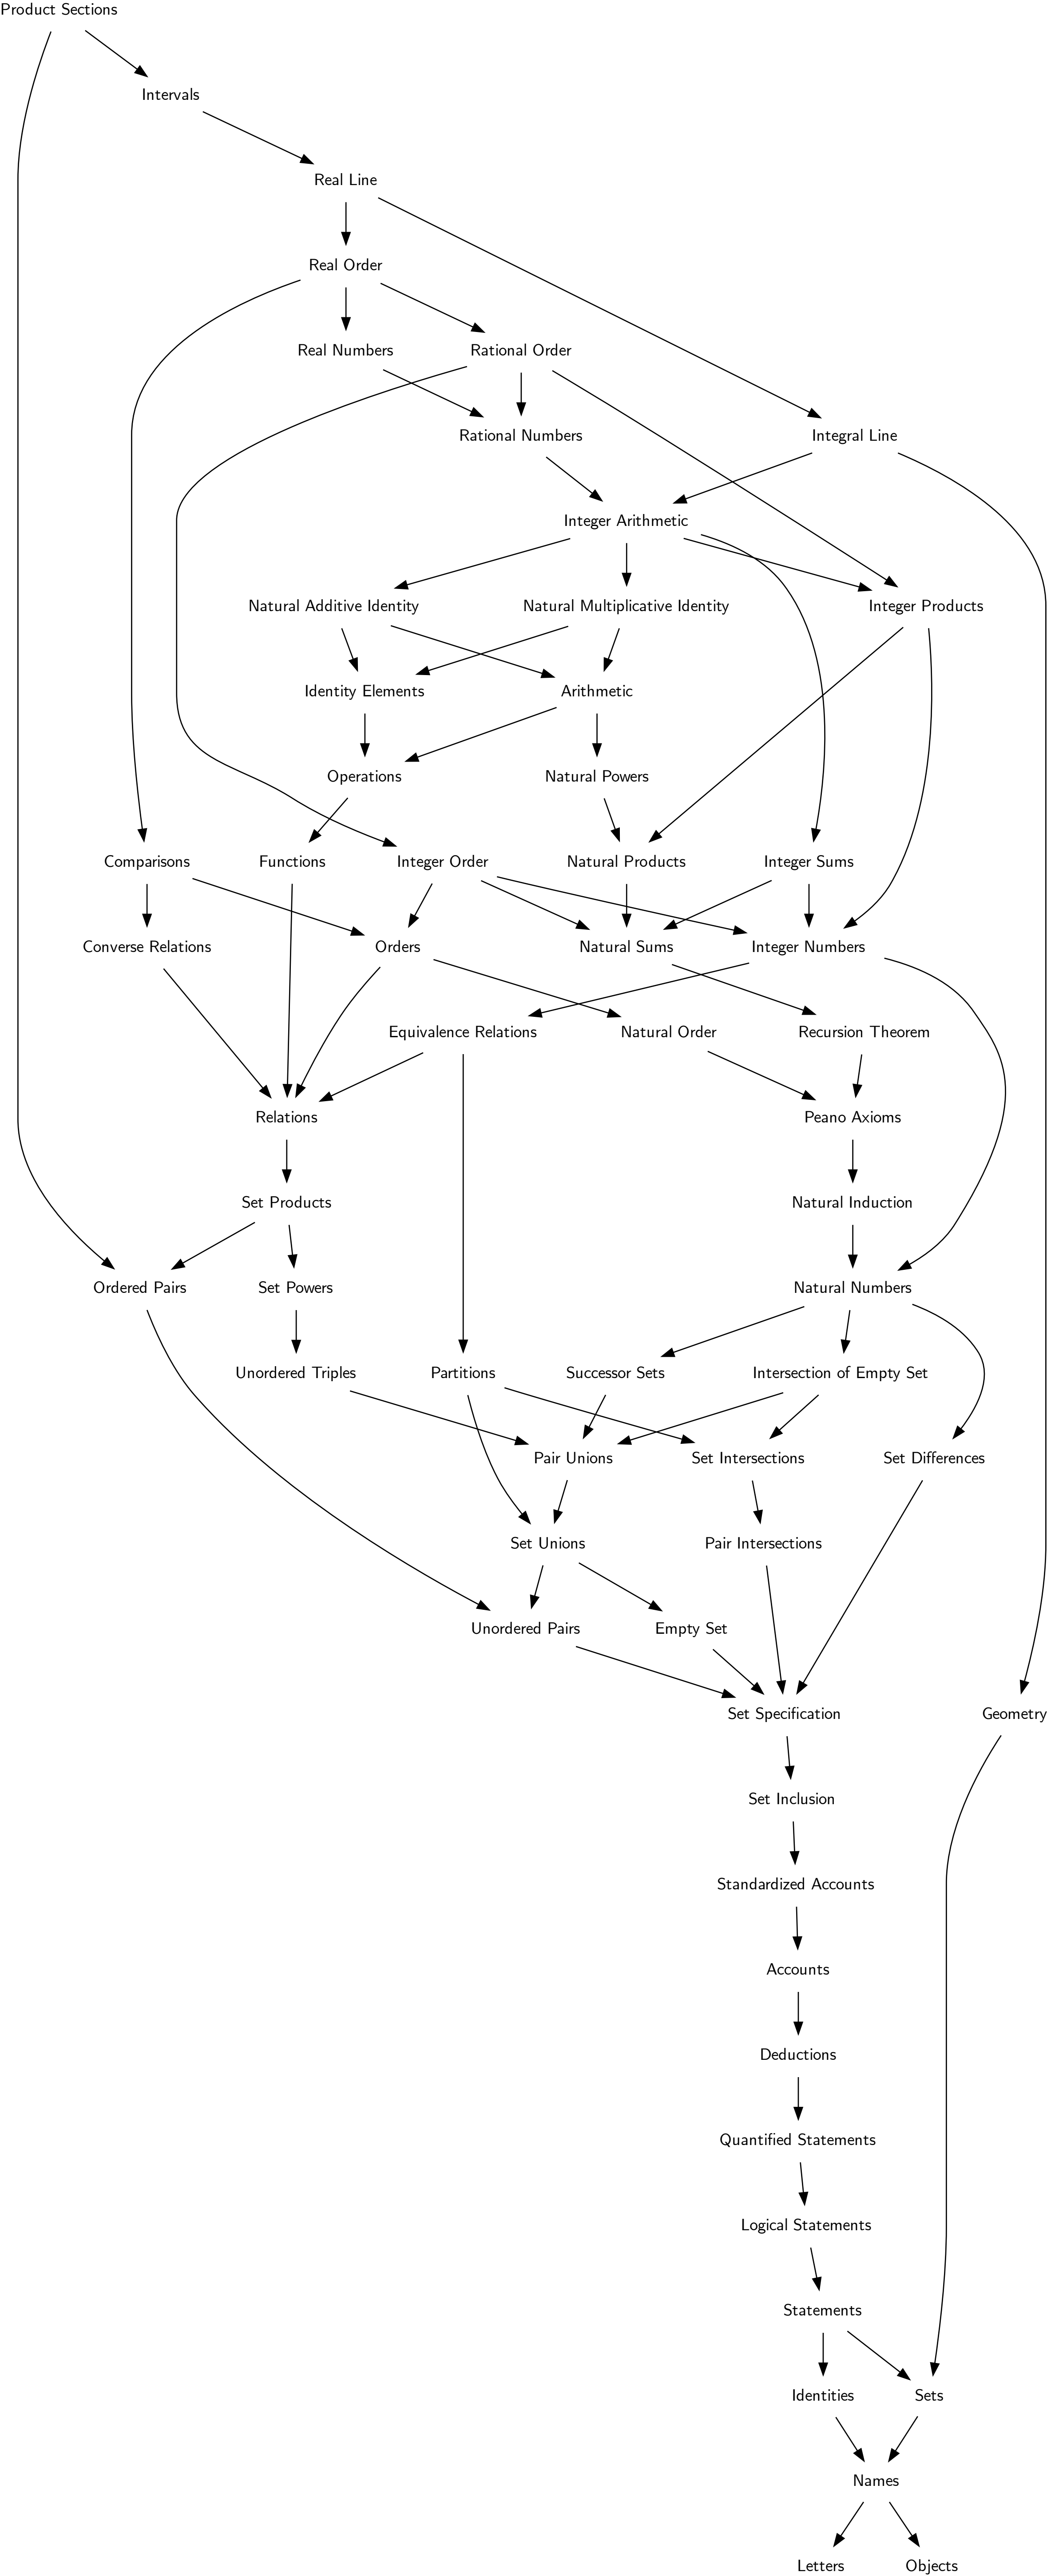 Product Sections
Intervals
Real Line
Real Order
Real Numbers
Rational Order
Rational Numbers
Integral Line
Integer Arithmetic
Natural Additive Identity
Natural Multiplicative Identity
Integer Products
Identity Elements
Arithmetic
Operations
Natural Powers
Comparisons
Functions
Integer Order
Natural Products
Integer Sums
Converse Relations
Orders
Natural Sums
Integer Numbers
Equivalence Relations
Natural Order
Recursion Theorem
Relations
Peano Axioms
Set Products
Natural Induction
Ordered Pairs
Set Powers
Natural Numbers
Unordered Triples
Partitions
Successor Sets
Intersection of Empty Set
Pair Unions
Set Intersections
Set Differences
Set Unions
Pair Intersections
Unordered Pairs
Empty Set
Set Specification
Geometry
Set Inclusion
Standardized Accounts
Accounts
Deductions
Quantified Statements
Logical Statements
Statements
Identities
Sets
Names
Letters
Objects